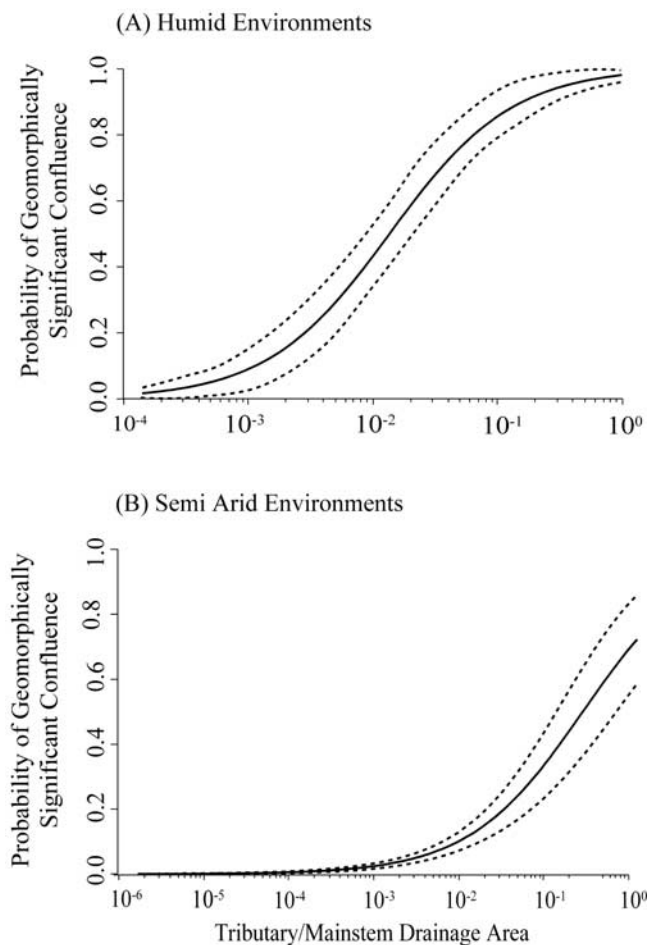 (A) Humid Environments
Probability of Geomorphically
Significant Confluence
1.0
0.8
0.6
0.4
0.2
0.0
10⁻⁴ 10⁻³ 10⁻² 10⁻¹ 10⁰
(B) Semi Arid Environments
Probability of Geomorphically
Significant Confluence
1.0
0.8
0.6
0.4
0.2
0.0
10⁻⁶ 10⁻⁵ 10⁻⁴ 10⁻³ 10⁻² 10⁻¹ 10⁰
Tributary/Mainstem Drainage Area